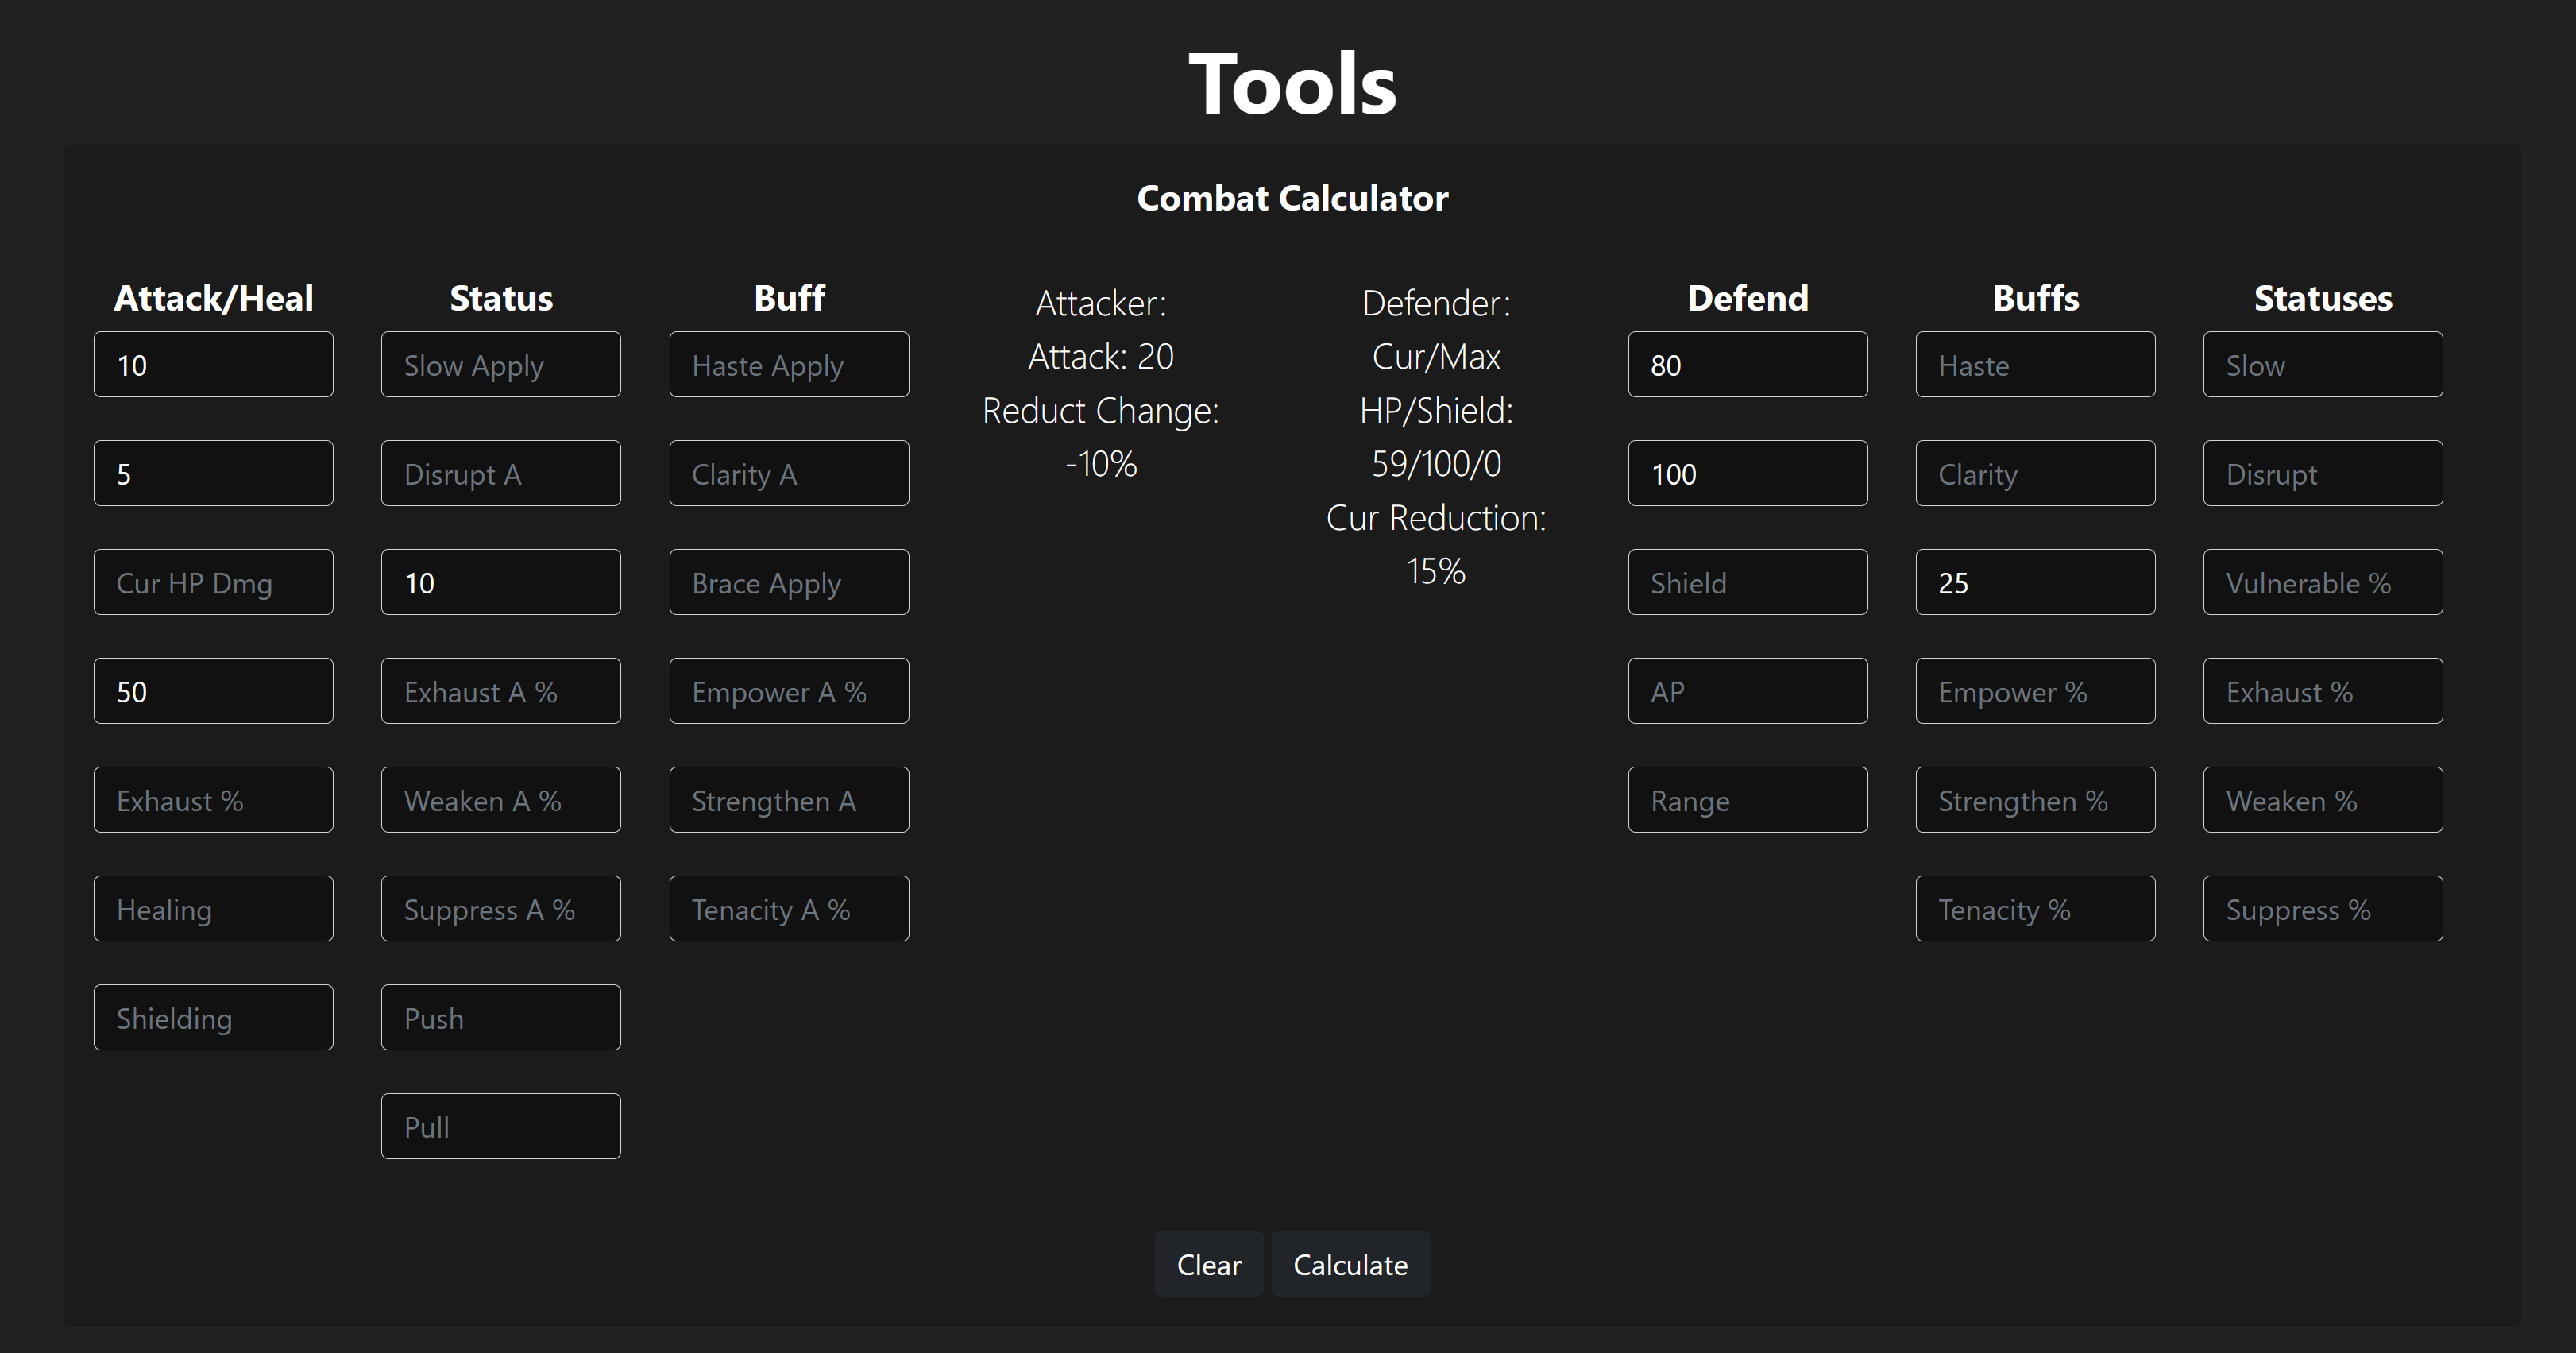 Tools
Combat Calculator
Attack/Heal
10
5
Cur HP Dmg
50
Exhaust %
Healing
Shielding
Status
Slow Apply
Disrupt A
10
Exhaust A %
Weaken A %
Suppress A %
Push
Pull
Buff
Haste Apply
Clarity A
Brace Apply
Empower A %
Strengthen A
Tenacity A %
Attacker:
Attack: 20
Reduct Change:
-10%
Defender:
Cur/Max
HP/Shield:
59/100/0
Cur Reduction:
15%
Defend
80
100
Shield
AP
Range
Buffs
Haste
Clarity
25
Empower %
Strengthen %
Tenacity %
Statuses
Slow
Disrupt
Vulnerable %
Exhaust %
Weaken %
Suppress %
Clear
Calculate